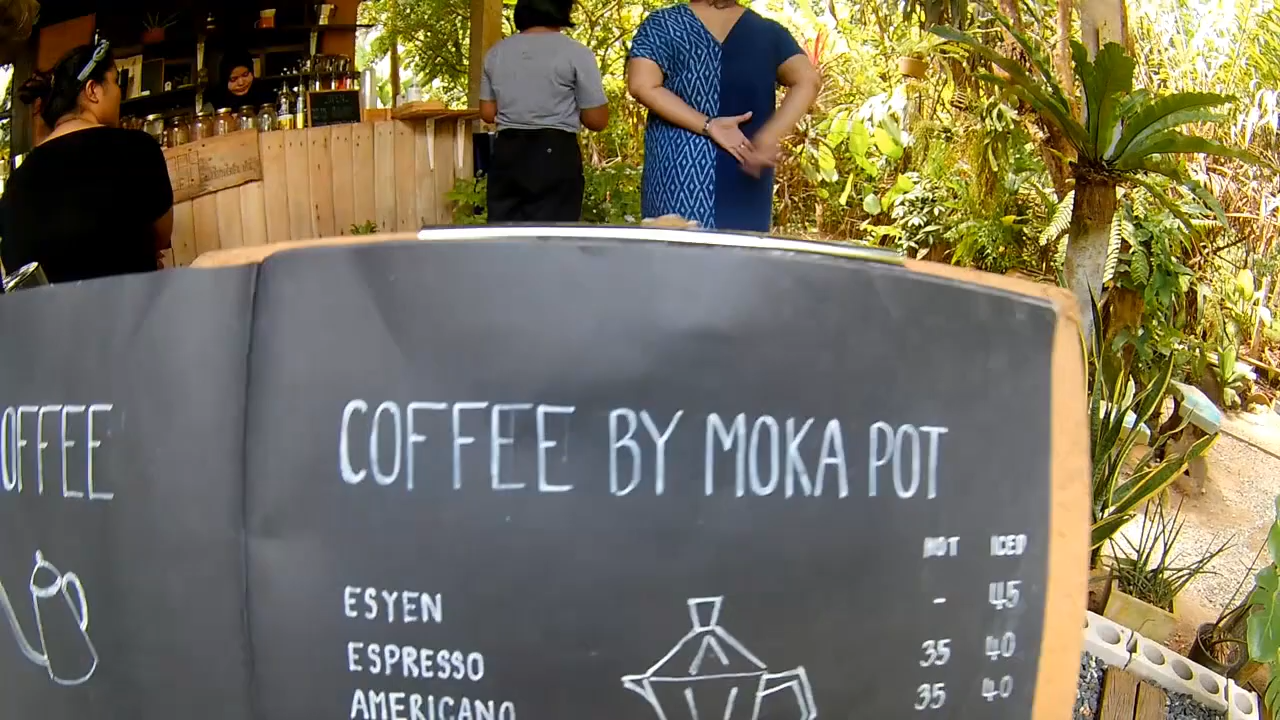 OFFEE
COFFEE BY MOKA POT
HOT ICED
ESYEN - 45
ESPRESSO 35 40
AMERICANO 35 40